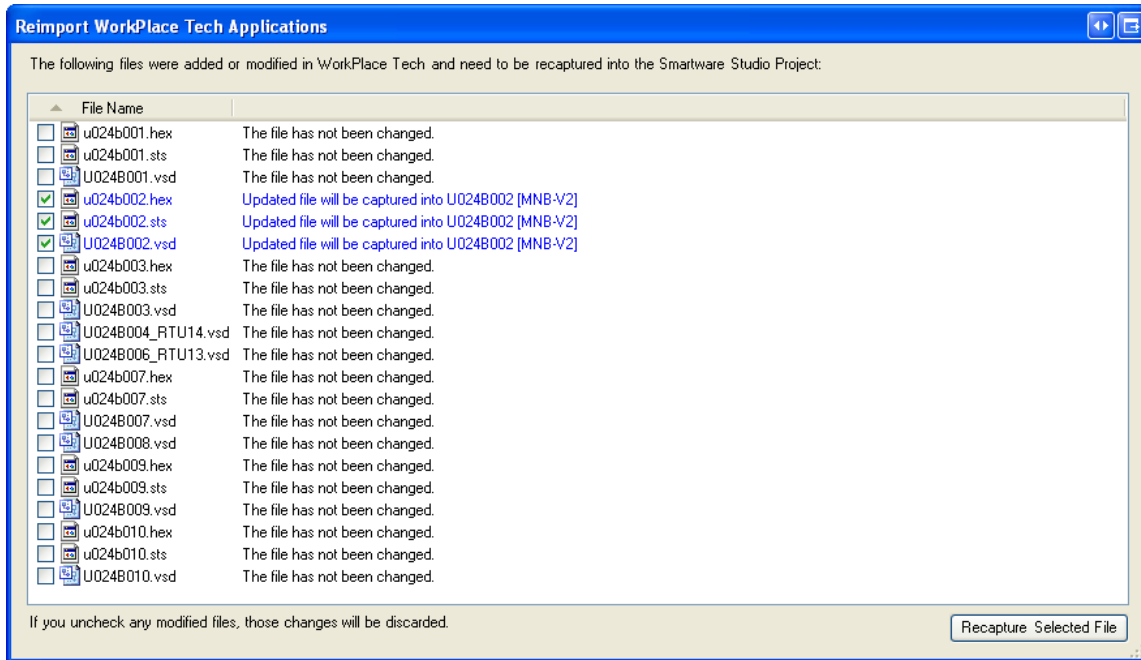 Reimport WorkPlace Tech Applications
The following files were added or modified in WorkPlace Tech and need to be recaptured into the Smartware Studio Project:
File Name
u024b001.hex The file has not been changed.
u024b001.sts The file has not been changed.
U024B001.vsd The file has not been changed.
u024b002.hex Updated file will be captured into U024B002 [MNB-V2]
u024b002.sts Updated file will be captured into U024B002 [MNB-V2]
U024B002.vsd Updated file will be captured into U024B002 [MNB-V2]
u024b003.hex The file has not been changed.
u024b003.sts The file has not been changed.
U024B003.vsd The file has not been changed.
U024B004_RTU14.vsd The file has not been changed.
U024B006_RTU13.vsd The file has not been changed.
u024b007.hex The file has not been changed.
u024b007.sts The file has not been changed.
U024B007.vsd The file has not been changed.
U024B008.vsd The file has not been changed.
u024b009.hex The file has not been changed.
u024b009.sts The file has not been changed.
U024B009.vsd The file has not been changed.
u024b010.hex The file has not been changed.
u024b010.sts The file has not been changed.
U024B010.vsd The file has not been changed.
If you uncheck any modified files, those changes will be discarded.
Recapture Selected File